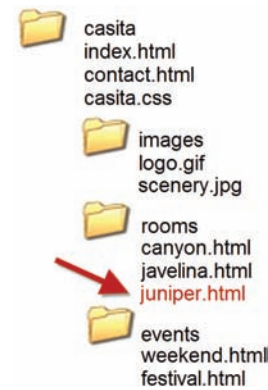 casita
index.html
contact.html
casita.css
images
logo.gif
scenery.jpg
rooms
canyon.html
javelina.html
juniper.html
events
weekend.html
festival.html